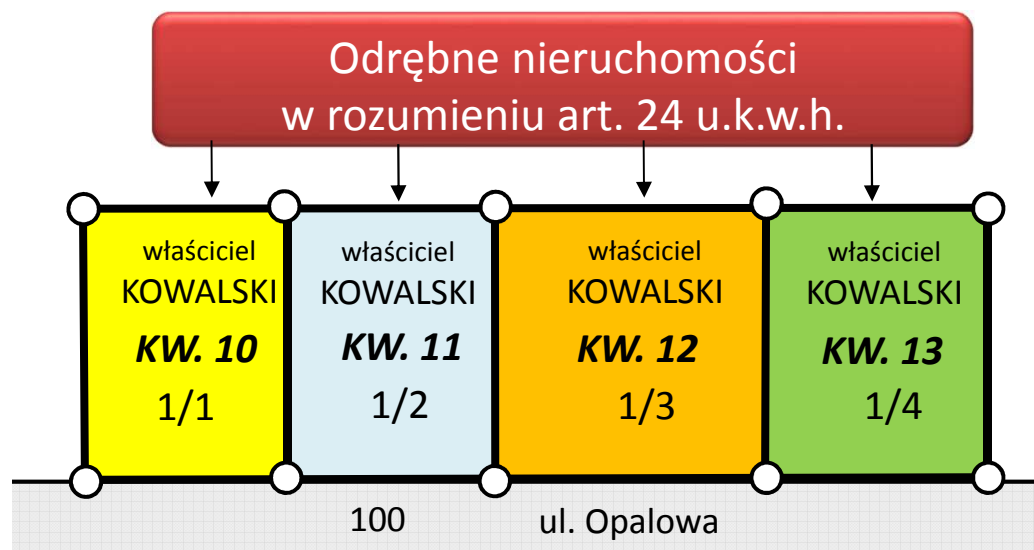 Odrębne nieruchomości
w rozumieniu art. 24 u.k.w.h.
właściciel
KOWALSKI
KW. 10
1/1
właściciel
KOWALSKI
KW. 11
1/2
właściciel
KOWALSKI
KW. 12
1/3
właściciel
KOWALSKI
KW. 13
1/4
100 ul. Opalowa